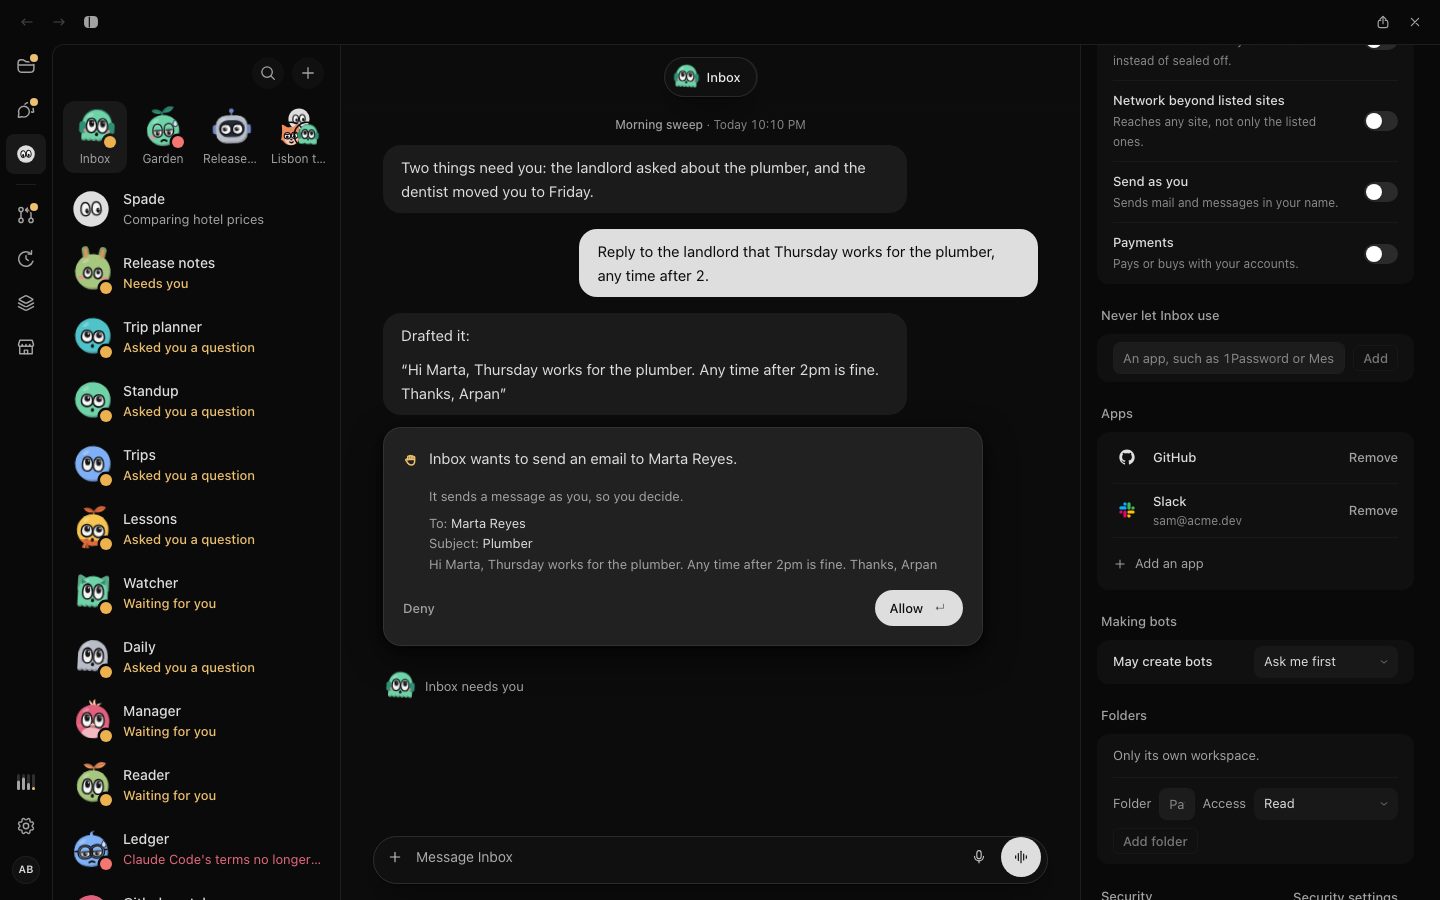 Inbox
Garden
Release...
Lisbon t...
Spade
Comparing hotel prices
Release notes
Needs you
Trip planner
Asked you a question
Standup
Asked you a question
Trips
Asked you a question
Lessons
Asked you a question
Watcher
Waiting for you
Daily
Asked you a question
Manager
Waiting for you
Reader
Waiting for you
Ledger
Claude Code's terms no longer...
AB
Inbox
Morning sweep · Today 10:10 PM
Two things need you: the landlord asked about the plumber, and the
dentist moved you to Friday.
Reply to the landlord that Thursday works for the plumber,
any time after 2.
Drafted it:
“Hi Marta, Thursday works for the plumber. Any time after 2pm is fine.
Thanks, Arpan”
Inbox wants to send an email to Marta Reyes.
It sends a message as you, so you decide.
To: Marta Reyes
Subject: Plumber
Hi Marta, Thursday works for the plumber. Any time after 2pm is fine. Thanks, Arpan
Deny
Allow
Inbox needs you
Message Inbox
instead of sealed off.
Network beyond listed sites
Reaches any site, not only the listed
ones.
Send as you
Sends mail and messages in your name.
Payments
Pays or buys with your accounts.
Never let Inbox use
An app, such as 1Password or Mes
Add
Apps
GitHub
Remove
Slack
sam@acme.dev
Remove
Add an app
Making bots
May create bots
Ask me first
Folders
Only its own workspace.
Folder
Pa
Access
Read
Add folder
Security
Security settings